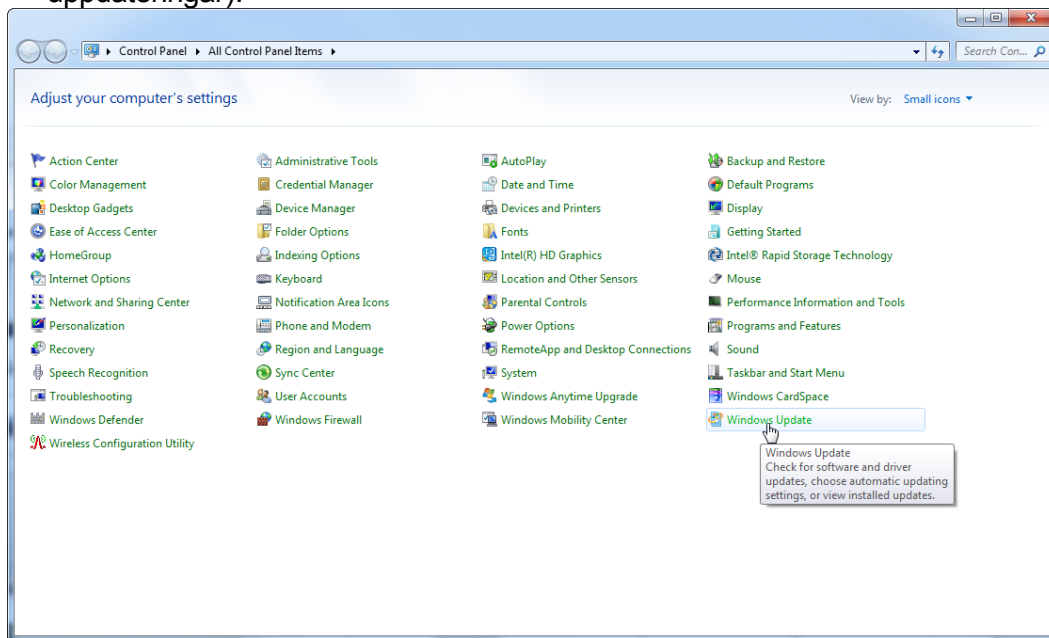 uppdateringar).
Control Panel All Control Panel Items Search Con...
Adjust your computer's settings View by: Small icons
Action Center Administrative Tools AutoPlay Backup and Restore
Color Management Credential Manager Date and Time Default Programs
Desktop Gadgets Device Manager Devices and Printers Display
Ease of Access Center Folder Options Fonts Getting Started
HomeGroup Indexing Options Intel(R) HD Graphics Intel® Rapid Storage Technology
Internet Options Keyboard Location and Other Sensors Mouse
Network and Sharing Center Notification Area Icons Parental Controls Performance Information and Tools
Personalization Phone and Modem Power Options Programs and Features
Recovery Region and Language RemoteApp and Desktop Connections Sound
Speech Recognition Sync Center System Taskbar and Start Menu
Troubleshooting User Accounts Windows Anytime Upgrade Windows CardSpace
Windows Defender Windows Firewall Windows Mobility Center Windows Update
Wireless Configuration Utility
Windows Update
Check for software and driver
updates, choose automatic updating
settings, or view installed updates.